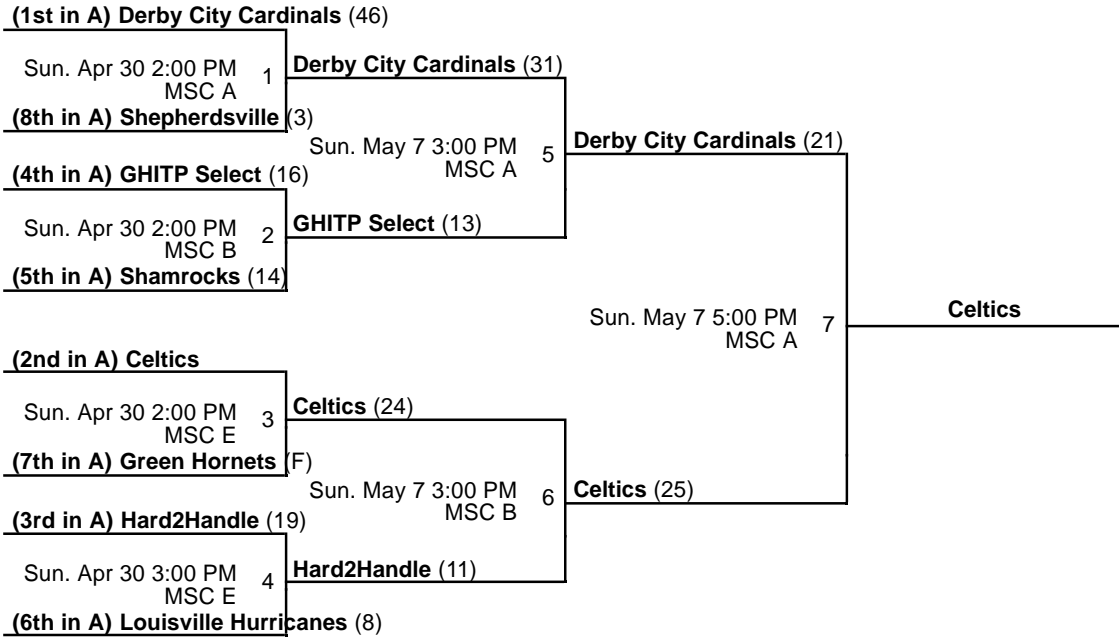 (1st in A) Derby City Cardinals (46)
Sun. Apr 30 2:00 PM 1
MSC A
(8th in A) Shepherdsville (3)
Derby City Cardinals (31)
Sun. May 7 3:00 PM 5
MSC A
(4th in A) GHITP Select (16)
Sun. Apr 30 2:00 PM 2
MSC B
(5th in A) Shamrocks (14)
GHITP Select (13)
Derby City Cardinals (21)
Sun. May 7 5:00 PM 7
MSC A
Celtics
(2nd in A) Celtics
Sun. Apr 30 2:00 PM 3
MSC E
(7th in A) Green Hornets (F)
Celtics (24)
Sun. May 7 3:00 PM 6
MSC B
Celtics (25)
(3rd in A) Hard2Handle (19)
Sun. Apr 30 3:00 PM 4
MSC E
(6th in A) Louisville Hurricanes (8)
Hard2Handle (11)